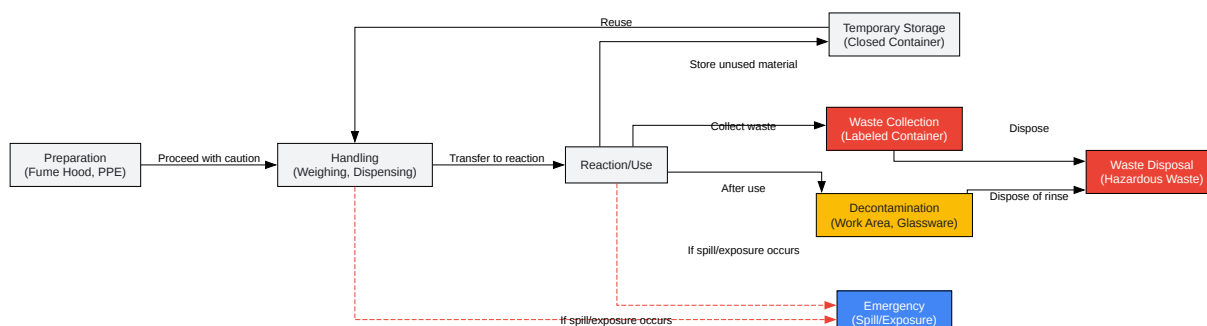 Reuse
Temporary Storage
(Closed Container)
Store unused material
Waste Collection
(Labeled Container)
Collect waste
Dispose
Preparation
(Fume Hood, PPE)
Proceed with caution
Handling
(Weighing, Dispensing)
Transfer to reaction
Reaction/Use
Waste Disposal
(Hazardous Waste)
After use
Decontamination
(Work Area, Glassware)
Dispose of rinse
If spill/exposure occurs
Emergency
(Spill/Exposure)
If spill/exposure occurs